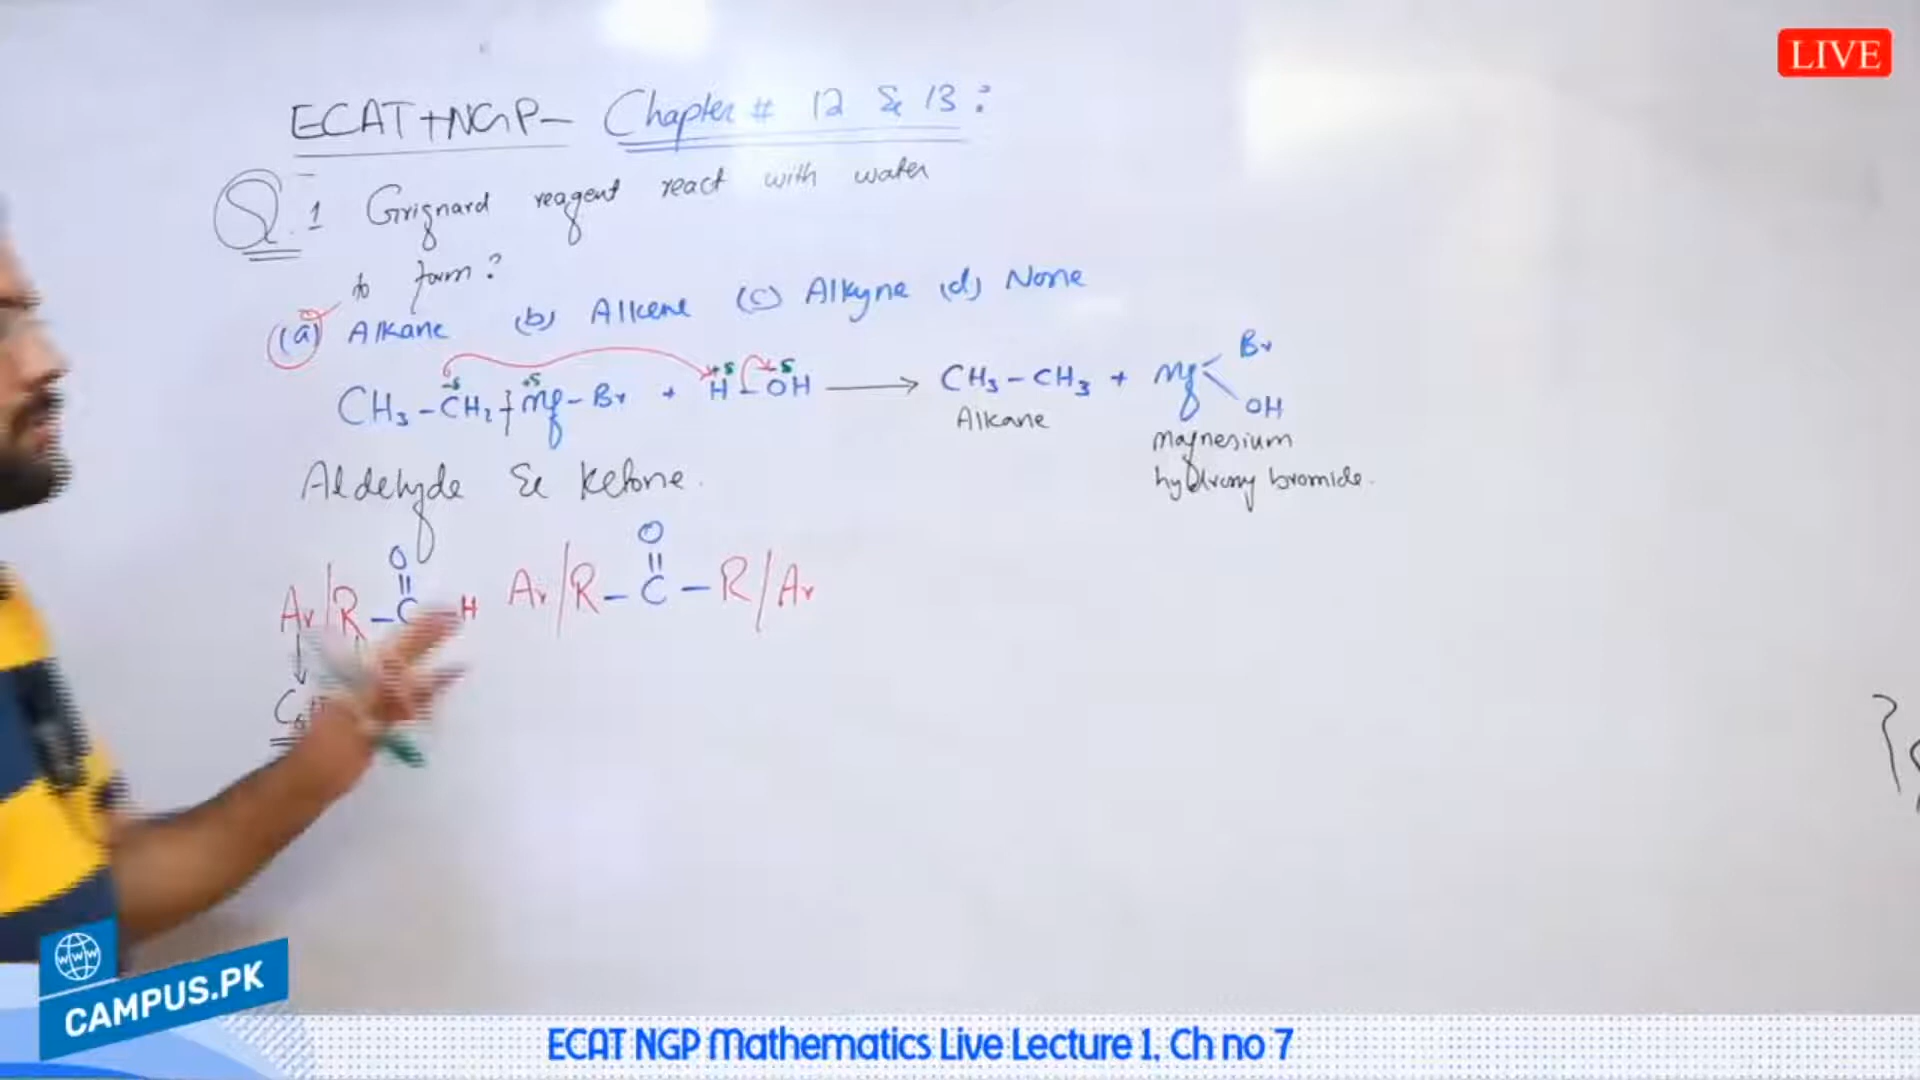 LIVE
ECAT+NGP- Chapter # 12 & 13:
Q.1 Grignard reagent react with water
to form?
(a) Alkane (b) Alkene (c) Alkyne (d) None
CH₃-CH₂-Mg-Br + H-OH → CH₃-CH₃ + Mg Br OH
-δ +δ +δ -δ
Alkane magnesium
hydroxy bromide.
Aldehyde & Ketone.
O O
Ar/R-C-H Ar/R-C-R/Ar
www
CAMPUS.PK
ECAT NGP Mathematics Live Lecture 1, Ch no 7